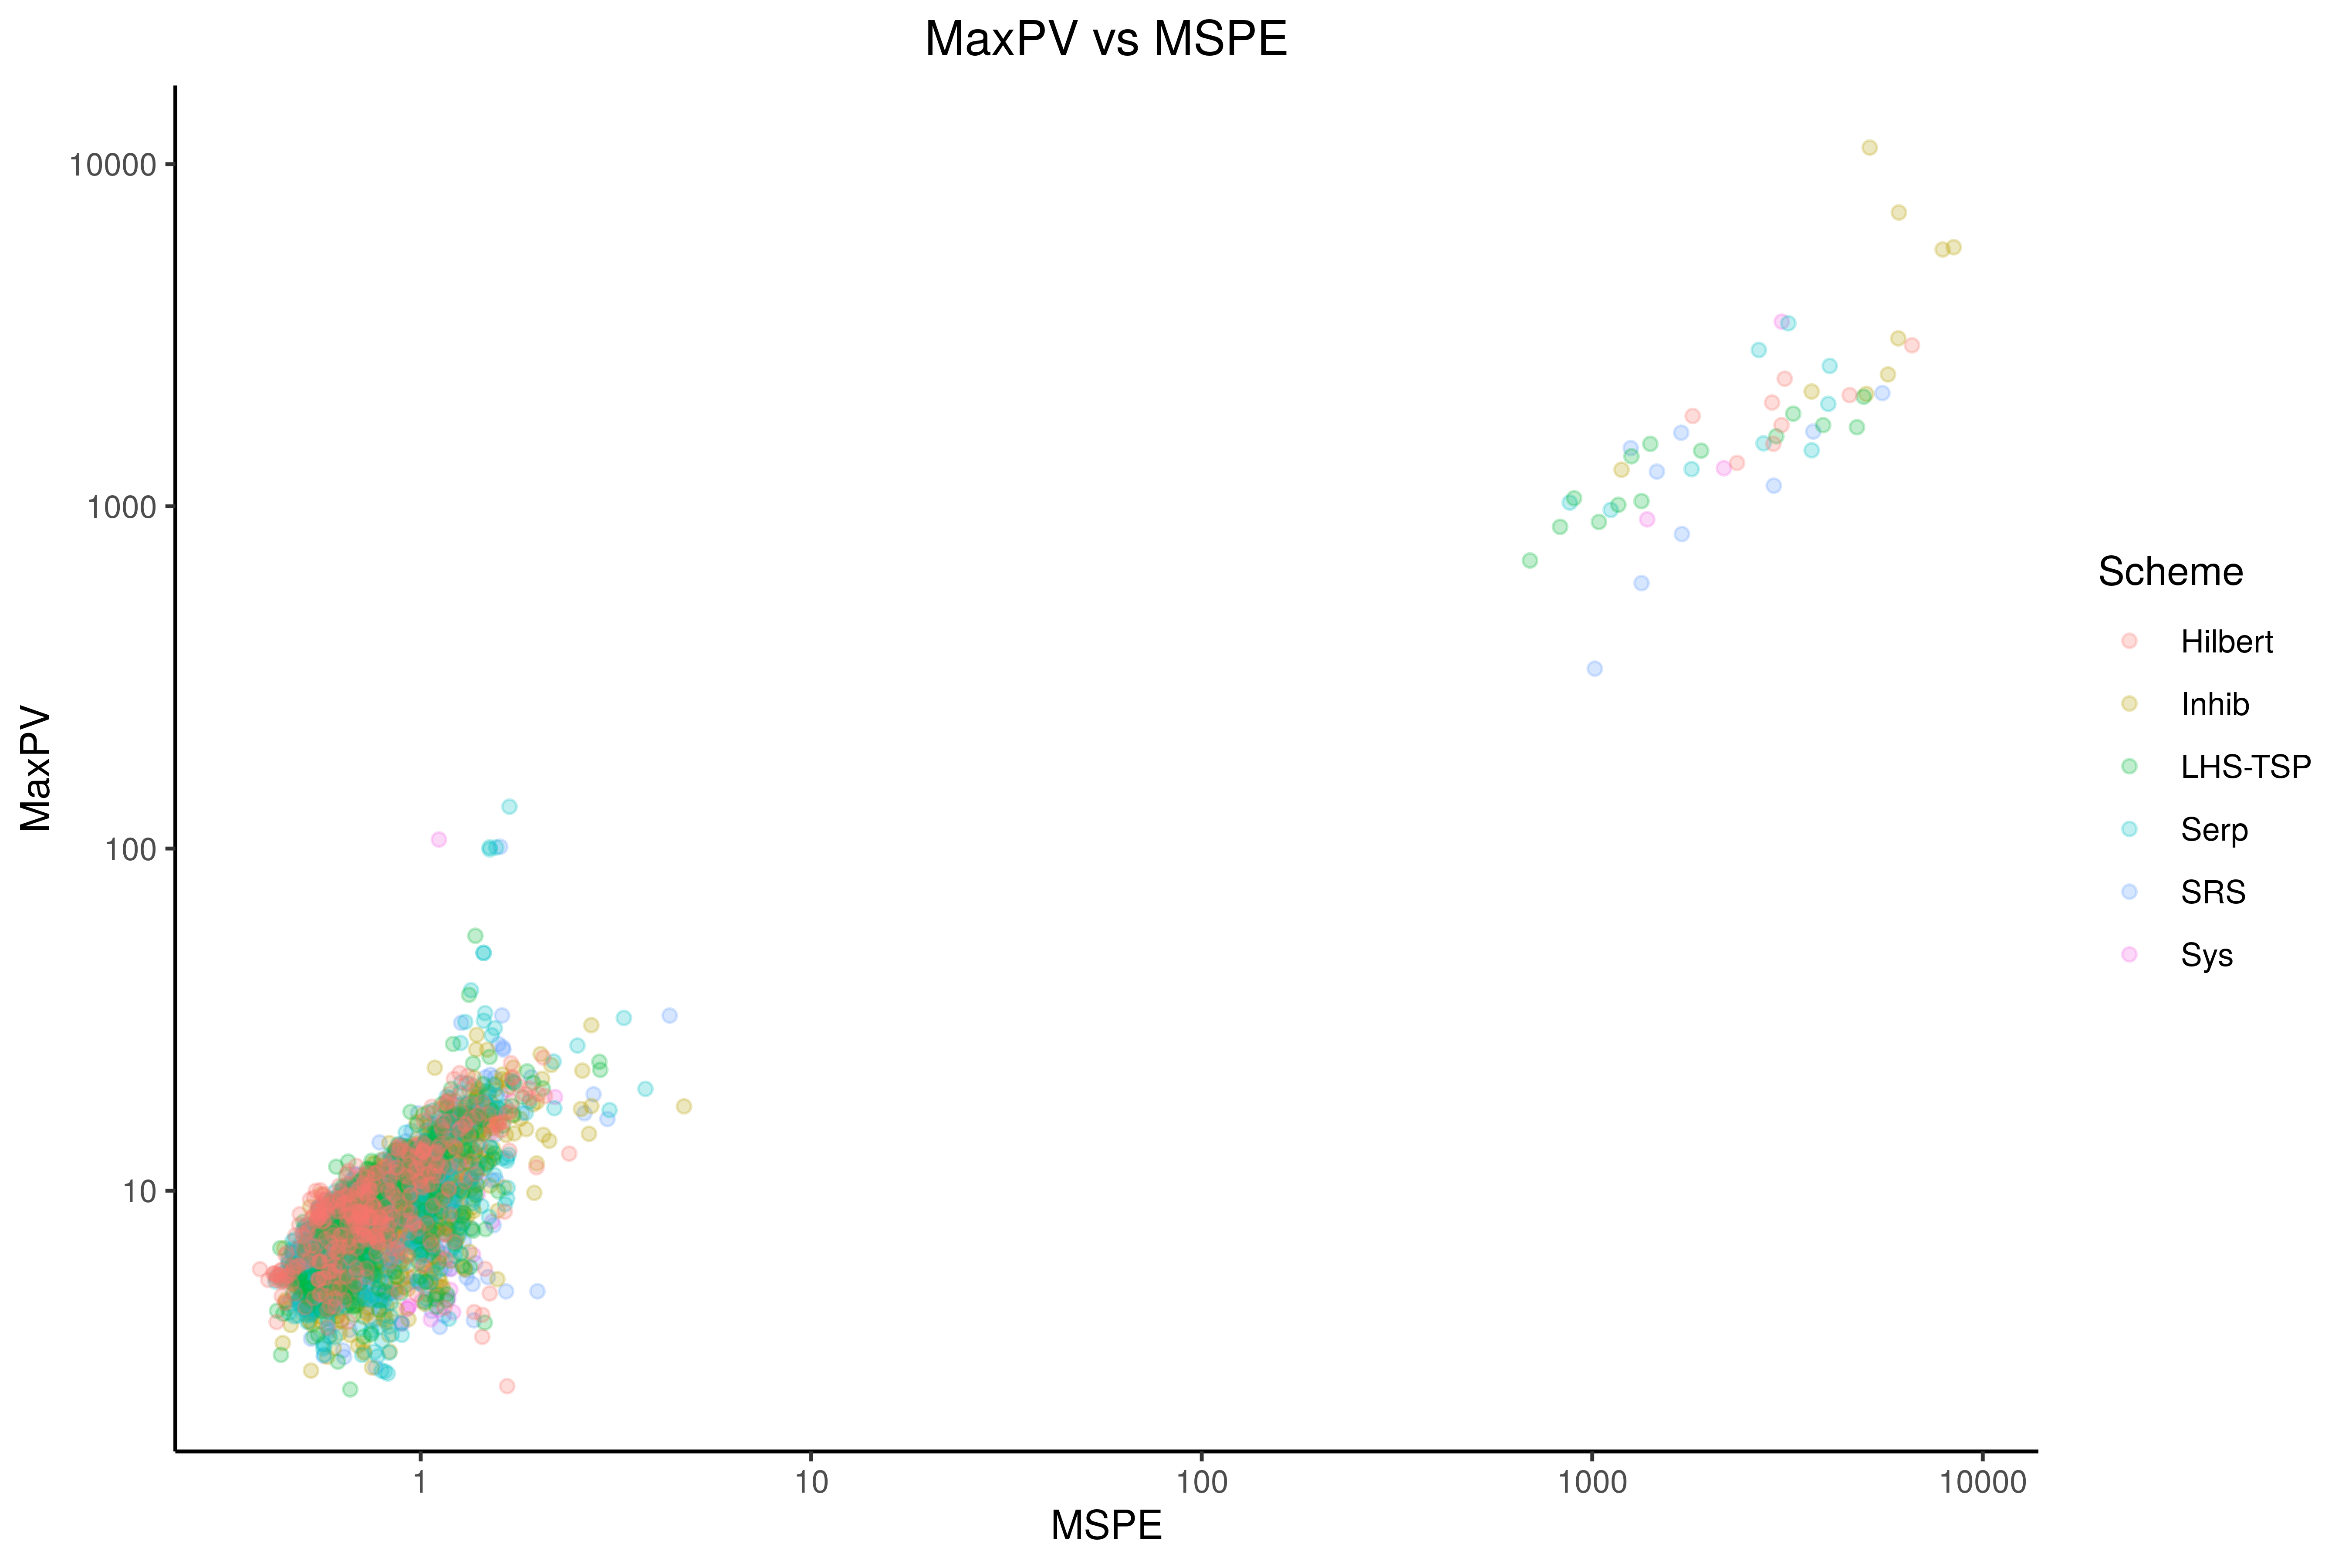 MaxPV vs MSPE
10000
1000
100
10
MaxPV
1
10
100
1000
10000
MSPE
Scheme
Hilbert
Inhib
LHS-TSP
Serp
SRS
Sys